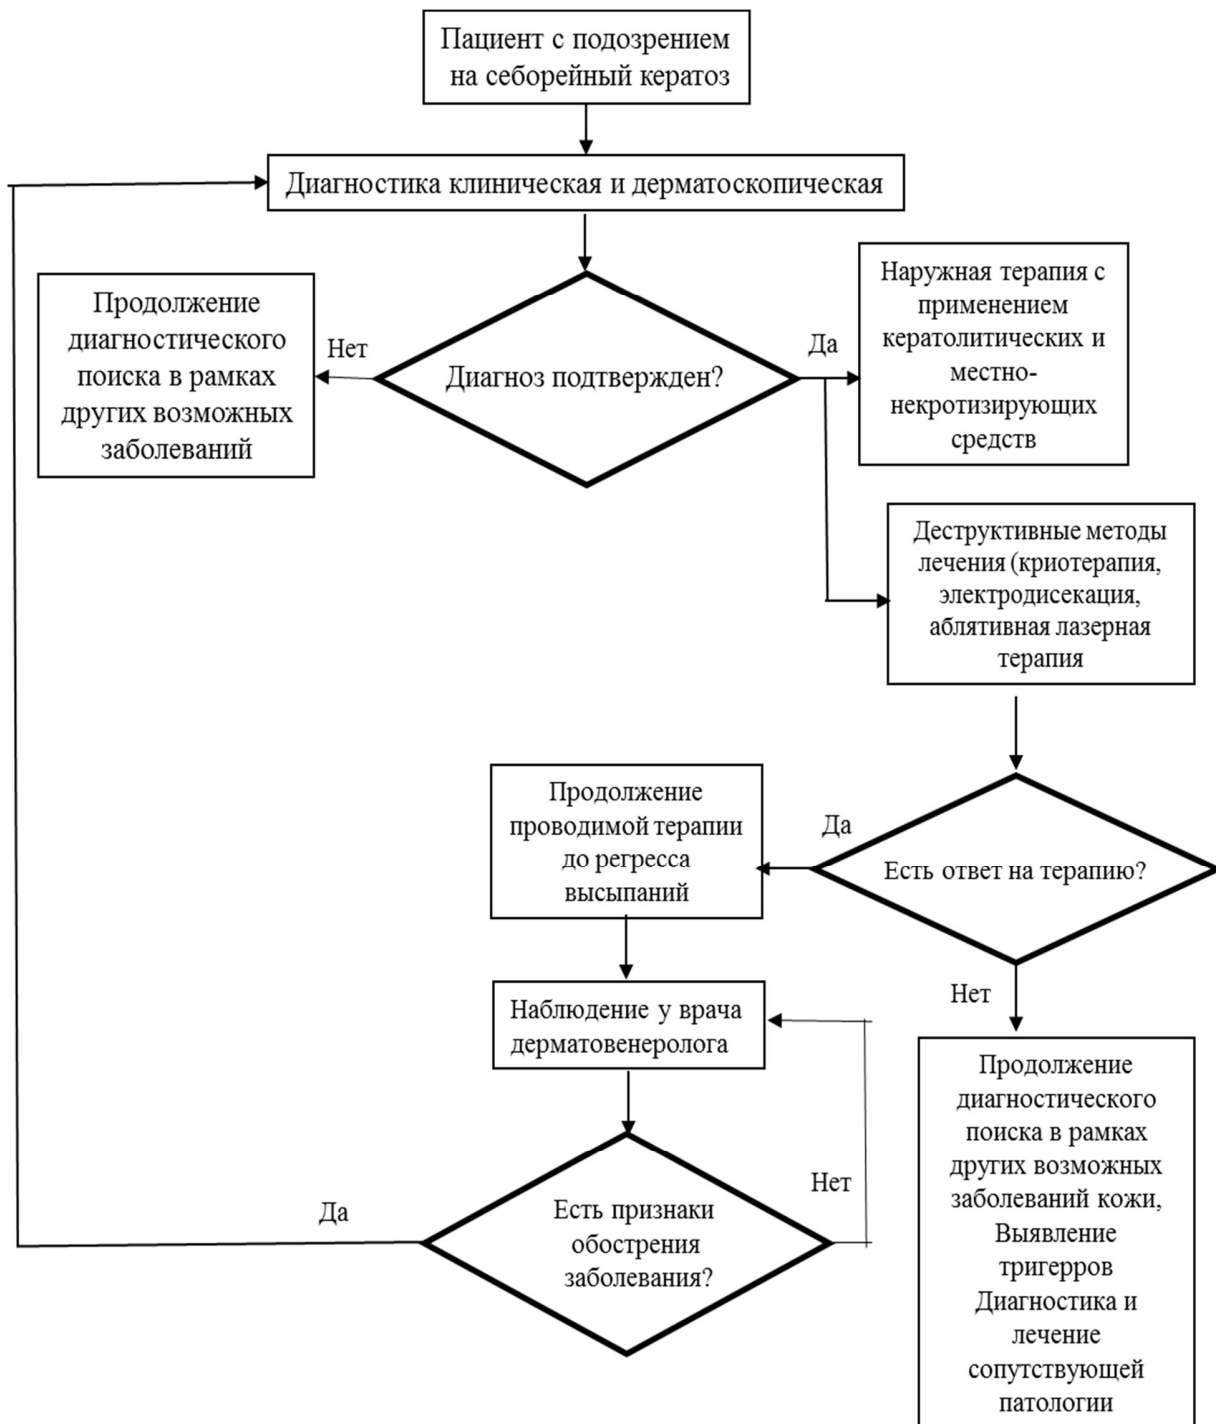 Пациент с подозрением
на себорейный кератоз
Диагностика клиническая и дерматоскопическая
Продолжение
диагностического
поиска в рамках
других возможных
заболеваний
Нет
Диагноз подтвержден?
Да
Наружная терапия с
применением
кератолитических и
местно-
некротизирующих
средств
Деструктивные методы
лечения (криотерапия,
электродисекация,
аблятивная лазерная
терапия
Продолжение
проводимой терапии
до регресса
высыпаний
Да
Есть ответ на терапию?
Нет
Наблюдение у врача
дерматовенеролога
Продолжение
диагностического
поиска в рамках
других возможных
заболеваний кожи,
Выявление
тригерров
Диагностика и
лечение
сопутствующей
патологии
Да
Есть признаки
обострения
заболевания?
Нет